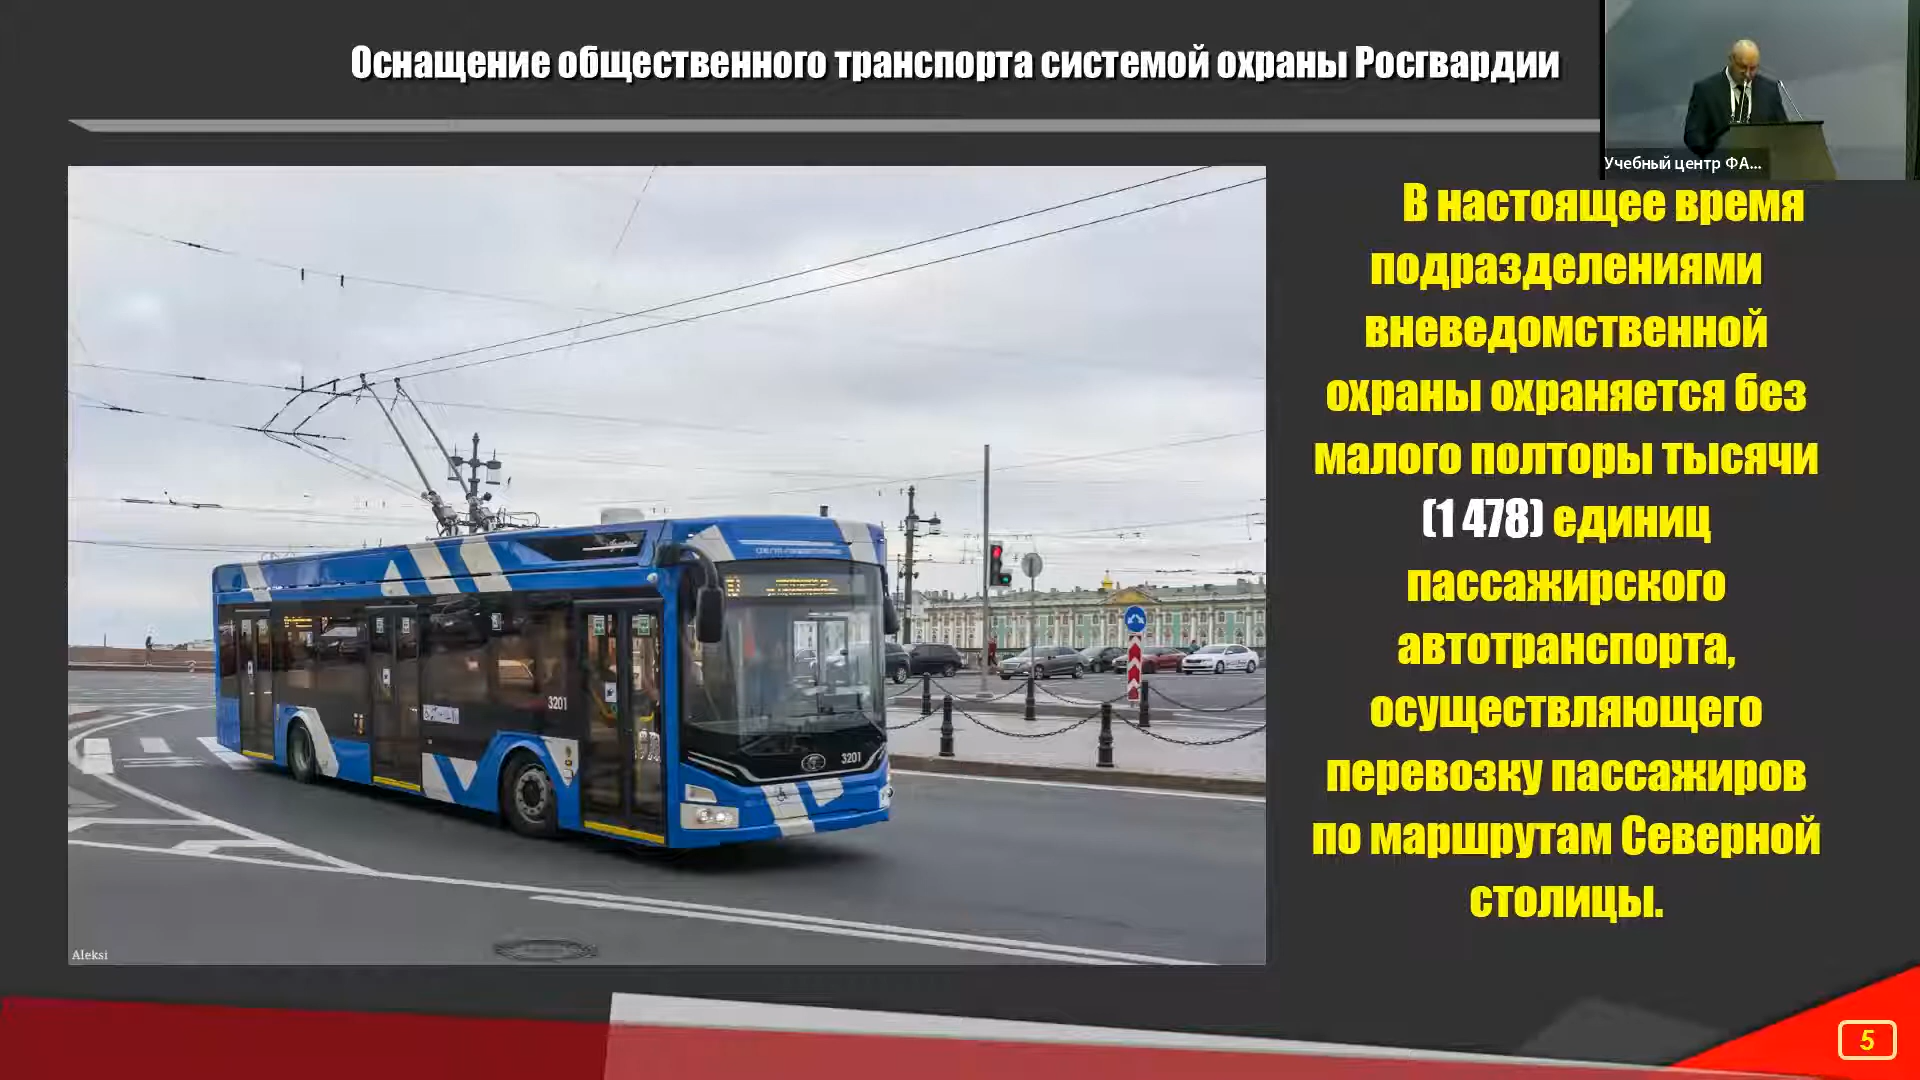 Оснащение общественного транспорта системой охраны Росгвардии
Учебный центр ФА...
В настоящее время
подразделениями
вневедомственной
охраны охраняется без
малого полторы тысячи
(1 478) единиц
пассажирского
автотранспорта,
осуществляющего
перевозку пассажиров
по маршрутам Северной
столицы.
3201
3201
Aleksi
5